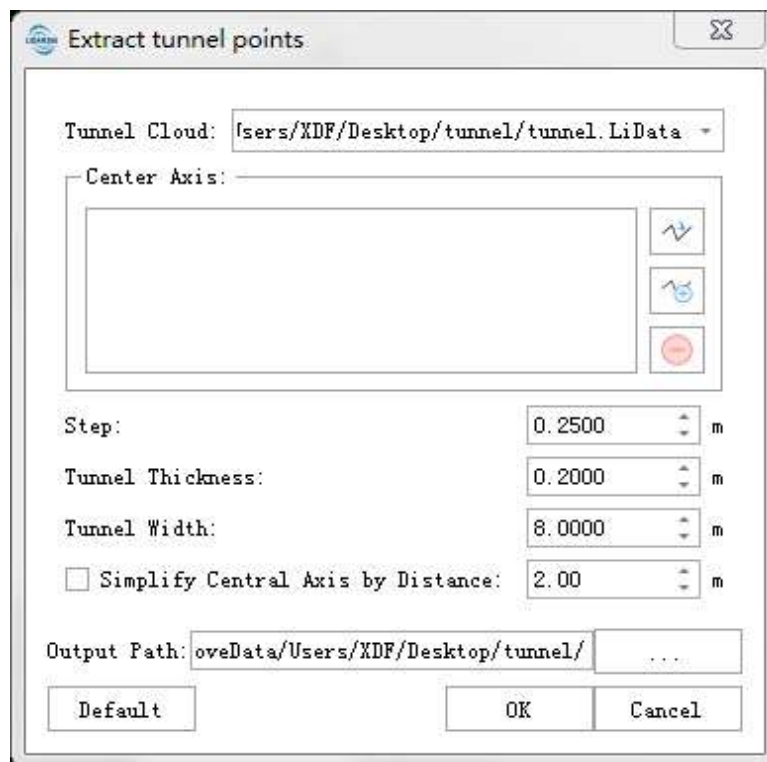 Extract tunnel points
Tunnel Cloud: sers/XDF/Desktop/tunnel/tunnel.LiData
Center Axis:
Step: 0.2500 m
Tunnel Thickness: 0.2000 m
Tunnel Width: 8.0000 m
Simplify Central Axis by Distance: 2.00 m
Output Path: oveData/Users/XDF/Desktop/tunnel/ ...
Default OK Cancel